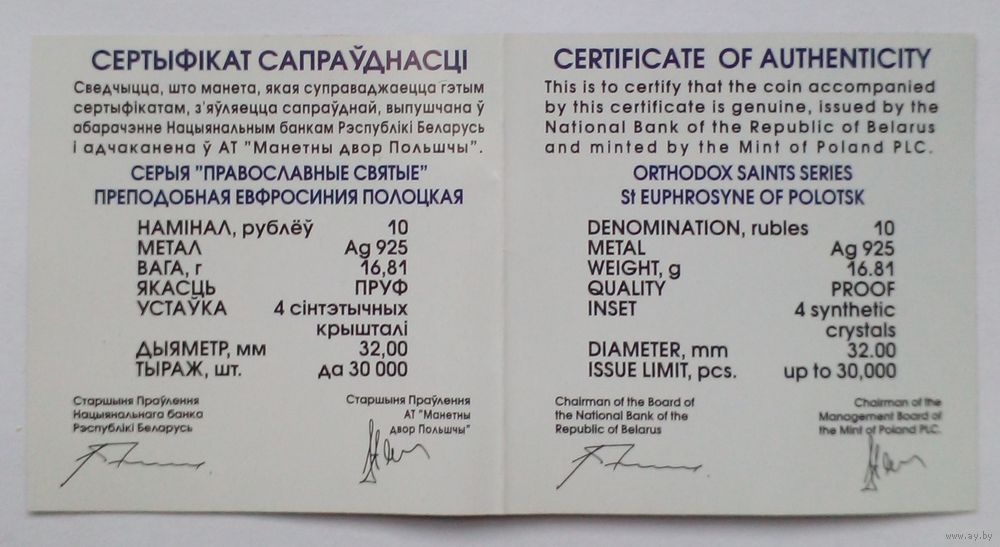 СЕРТЫФІКАТ САПРАЎДНАСЦІ
Сведчыцца, што манета, якая суправаджаецца гэтым
сертыфікатам, з'яўляецца сапраўднай, выпушчана ў
абарачэнне Нацыянальным банкам Рэспублікі Беларусь
і адчаканена ў АТ "Манетны двор Польшчы".
СЕРЫЯ "ПРАВОСЛАВНЫЕ СВЯТЫЕ"
ПРЕПОДОБНАЯ ЕВФРОСИНИЯ ПОЛОЦКАЯ
НАМІНАЛ, рублёў 10
МЕТАЛ Ag 925
ВАГА, г 16,81
ЯКАСЦЬ ПРУФ
УСТАЎКА 4 сінтэтычных
крышталі
ДЫЯМЕТР, мм 32,00
ТЫРАЖ, шт. да 30 000
Старшыня Праўлення
Нацыянальнага банка
Рэспублікі Беларусь
Старшыня Праўлення
АТ "Манетны
двор Польшчы"
CERTIFICATE OF AUTHENTICITY
This is to certify that the coin accompanied
by this certificate is genuine, issued by the
National Bank of the Republic of Belarus
and minted by the Mint of Poland PLC.
ORTHODOX SAINTS SERIES
St EUPHROSYNE OF POLOTSK
DENOMINATION, rubles 10
METAL Ag 925
WEIGHT, g 16.81
QUALITY PROOF
INSET 4 synthetic
crystals
DIAMETER, mm 32.00
ISSUE LIMIT, pcs. up to 30,000
Chairman of the Board of
the National Bank of the
Republic of Belarus
Chairman of the
Management Board of
the Mint of Poland PLC.
www.ay.by